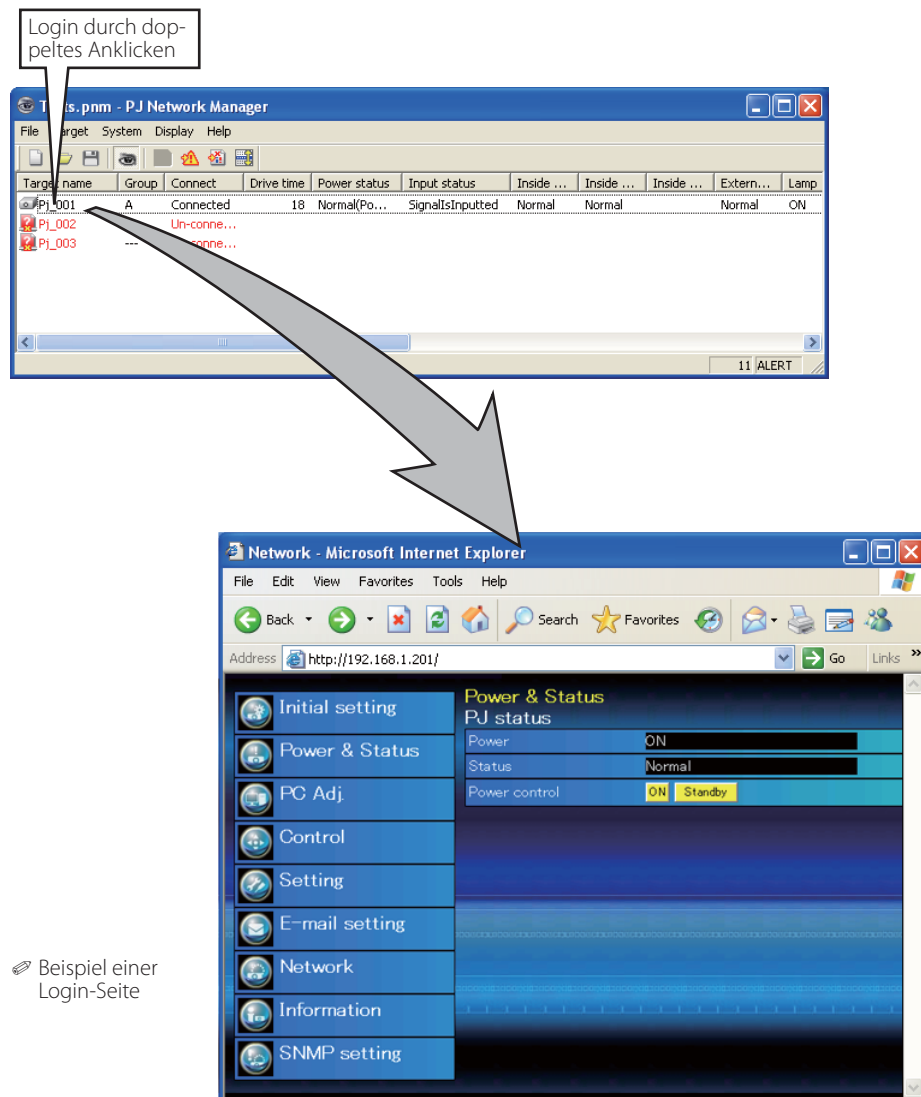 Login durch dop-
peltes Anklicken
s.pnm - PJ Network Manager
File Target System Display Help
Target name Group Connect Drive time Power status Input status Inside ... Inside ... Inside ... Extern... Lamp
Pj_001 A Connected 18 Normal(Po... SignalIsInputted Normal Normal Normal ON
Pj_002 Un-conne...
Pj_003 ---
11 ALERT
Network - Microsoft Internet Explorer
File Edit View Favorites Tools Help
Back Search Favorites
Address http://192.168.1.201/ Go Links »
Initial setting
Power & Status
PC Adj.
Control
Setting
E-mail setting
Network
Information
SNMP setting
Power & Status
PJ status
Power ON
Status Normal
Power control ON Standby
Beispiel einer
Login-Seite